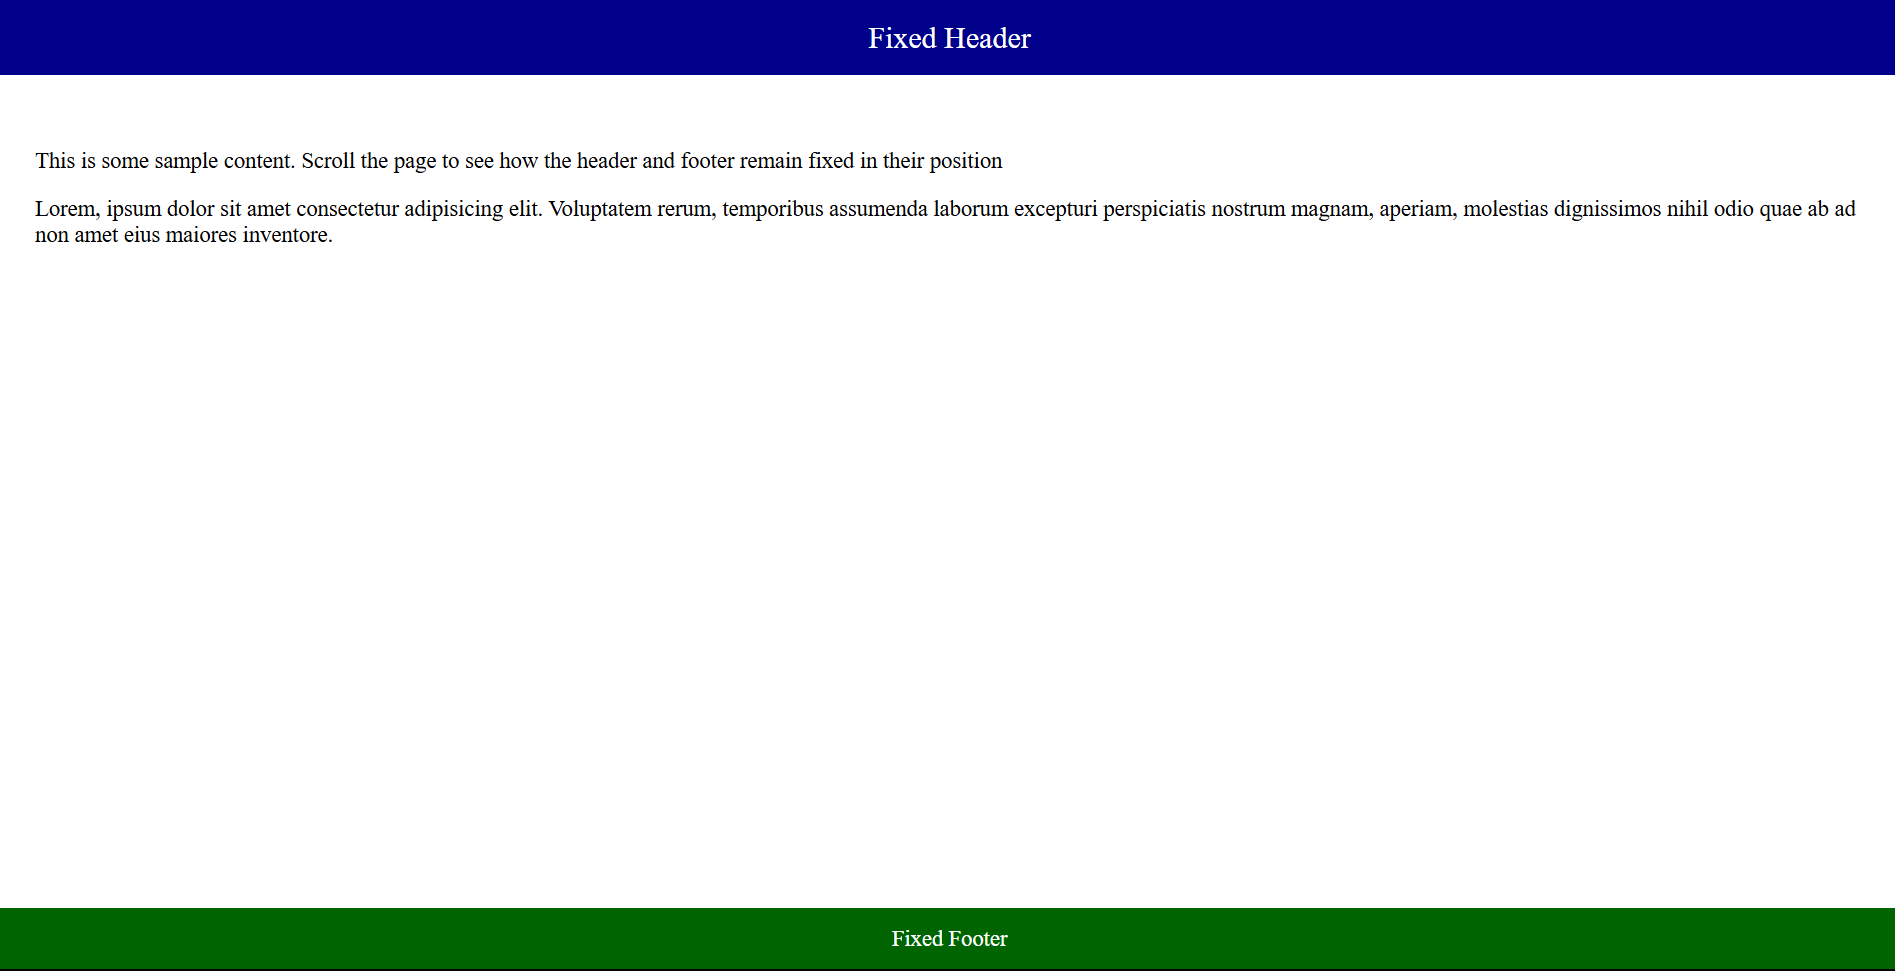 Fixed Header
This is some sample content. Scroll the page to see how the header and footer remain fixed in their position
Lorem, ipsum dolor sit amet consectetur adipisicing elit. Voluptatem rerum, temporibus assumenda laborum excepturi perspiciatis nostrum magnam, aperiam, molestias dignissimos nihil odio quae ab ad
non amet eius maiores inventore.
Fixed Footer